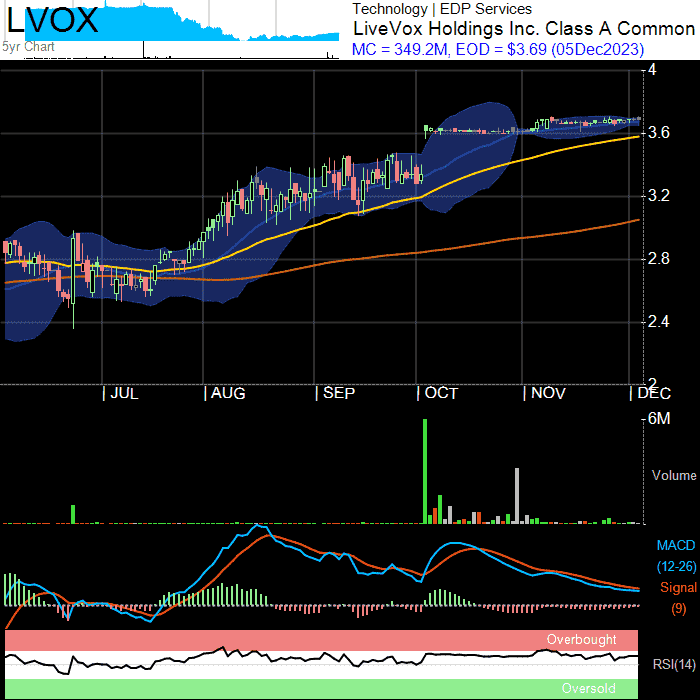 LVOX
5yr Chart
Technology | EDP Services
LiveVox Holdings Inc. Class A Common
MC = 349.2M, EOD = $3.69 (05Dec2023)
4
3.6
3.2
2.8
2.4
2
| JUL | AUG | SEP | OCT | NOV | DEC
6M
Volume
MACD
(12-26)
Signal
(9)
Overbought
RSI(14)
Oversold